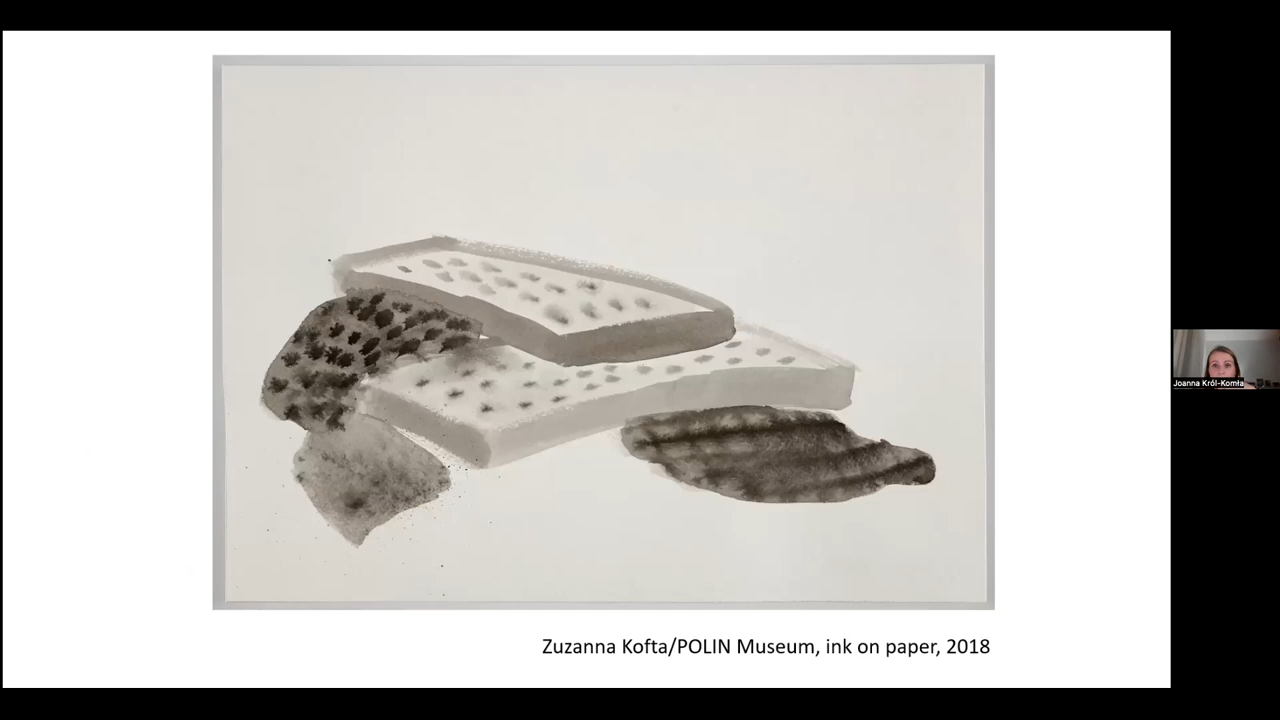 Zuzanna Kofta/POLIN Museum, ink on paper, 2018
Joanna Król-Komła